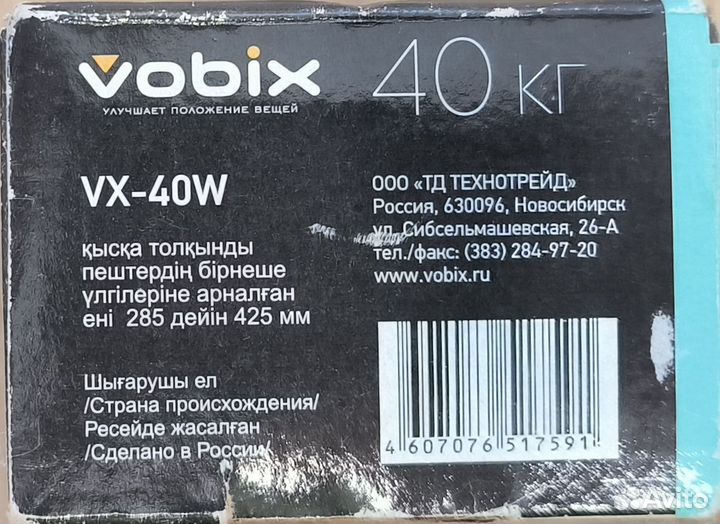 vobix
УЛУЧШАЕТ ПОЛОЖЕНИЕ ВЕЩЕЙ
40 кг
VX-40W
қысқа толқынды
пештердің бірнеше
үлгілеріне арналған
ені 285 дейін 425 мм
Шығарушы ел
/Страна происхождения/
Ресейде жасалған
/Сделано в России/
ООО «ТД ТЕХНОТРЕЙД»
Россия, 630096, Новосибирск
ул. Сибсельмашевская, 26-А
тел./факс: (383) 284-97-20
www.vobix.ru
4 607076 517591
Avito